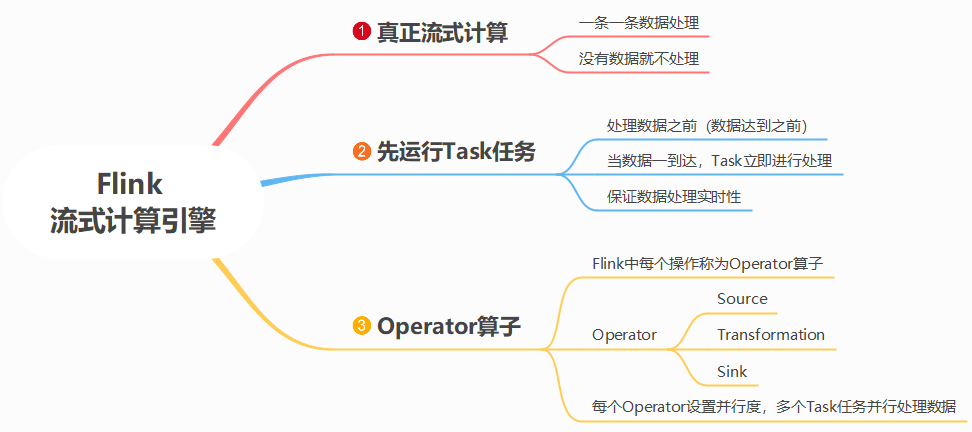 Flink
流式计算引擎
1 真正流式计算
一条一条数据处理
没有数据就不处理
2 先运行Task任务
处理数据之前（数据达到之前）
当数据一到达，Task立即进行处理
保证数据处理实时性
3 Operator算子
Flink中每个操作称为Operator算子
Operator
Source
Transformation
Sink
每个Operator设置并行度，多个Task任务并行处理数据